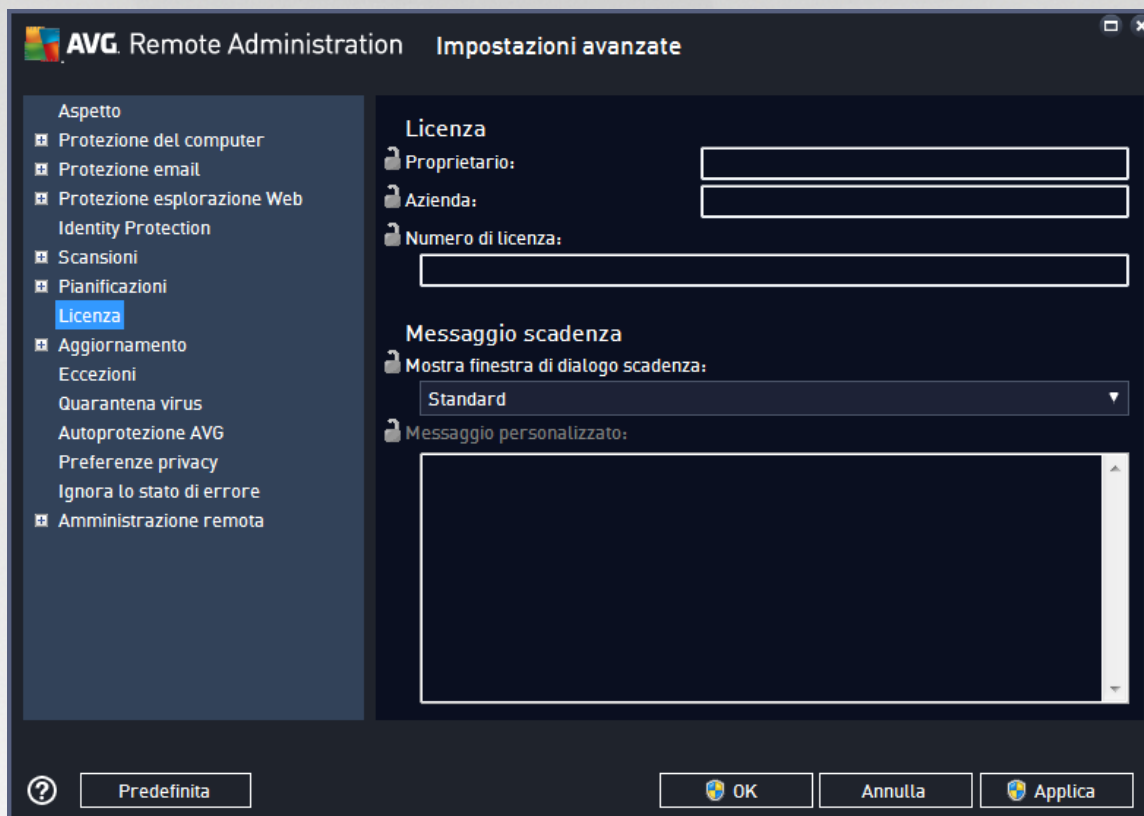 AVG. Remote Administration Impostazioni avanzate
Aspetto
Protezione del computer
Protezione email
Protezione esplorazione Web
Identity Protection
Scansioni
Pianificazioni
Licenza
Aggiornamento
Eccezioni
Quarantena virus
Autoprotezione AVG
Preferenze privacy
Ignora lo stato di errore
Amministrazione remota
Licenza
Proprietario:
Azienda:
Numero di licenza:
Messaggio scadenza
Mostra finestra di dialogo scadenza:
Standard
Messaggio personalizzato:
? Predefinita OK Annulla Applica